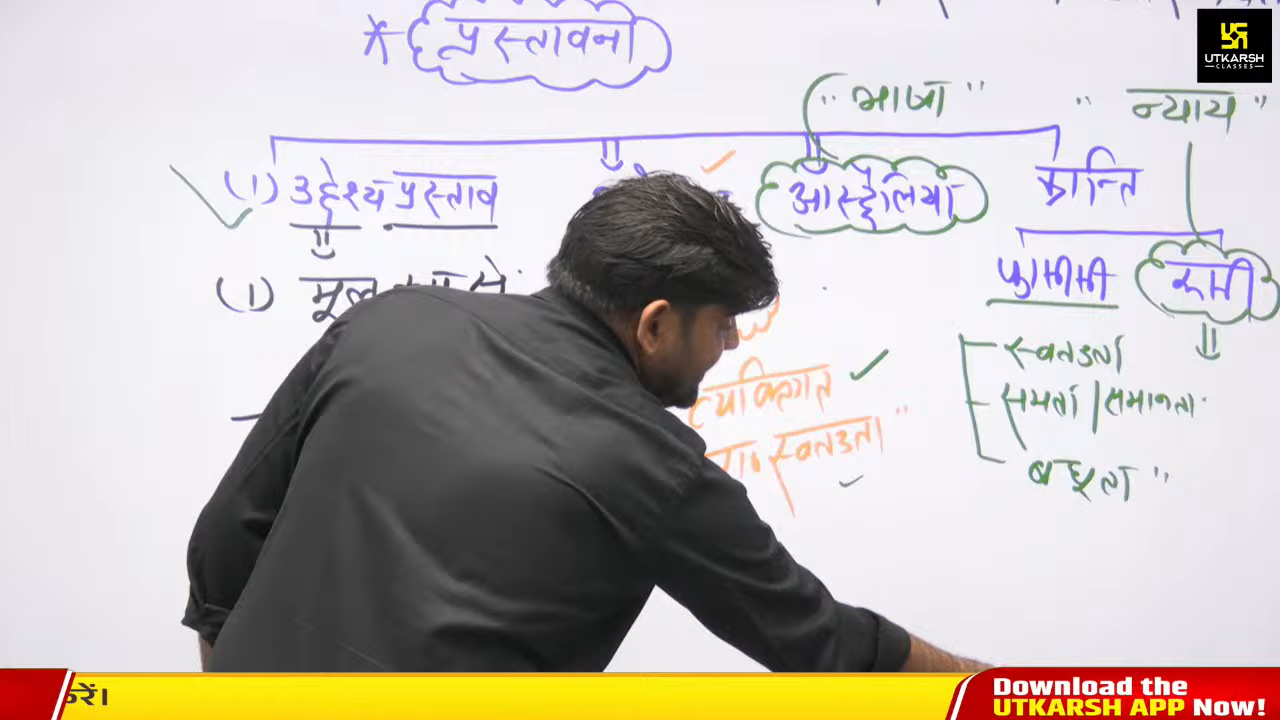 * प्रस्तावना
UTKARSH
CLASSES
" भाषा "
" न्याय "
(1) उद्देश्य प्रस्ताव
आस्ट्रेलिया
क्रान्ति
फ्रांसीसी
रूसी
(1) मूल
स्वतंत्रता
समता / समानता
बंधुता "
व्यक्तिगत
स्वतंत्रता "
करें।
Download the
UTKARSH APP Now!